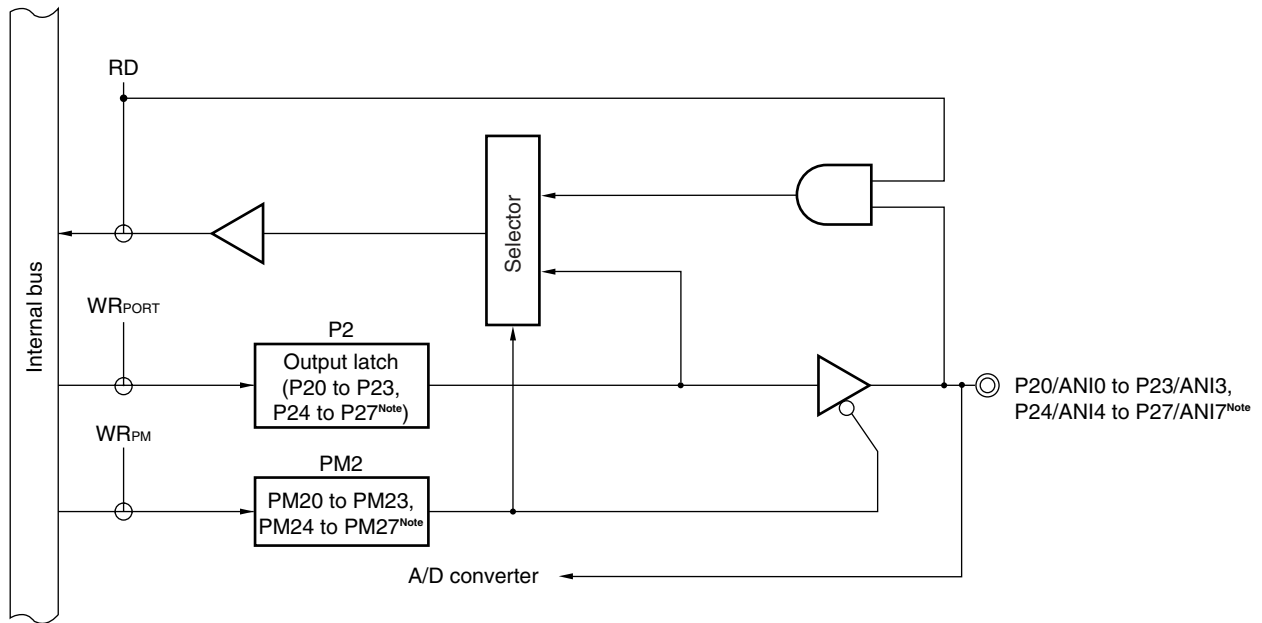 RD
Selector
Internal bus
WRPORT
P2
Output latch
(P20 to P23,
P24 to P27Note)
P20/ANI0 to P23/ANI3,
P24/ANI4 to P27/ANI7Note
WRPM
PM2
PM20 to PM23,
PM24 to PM27Note
A/D converter